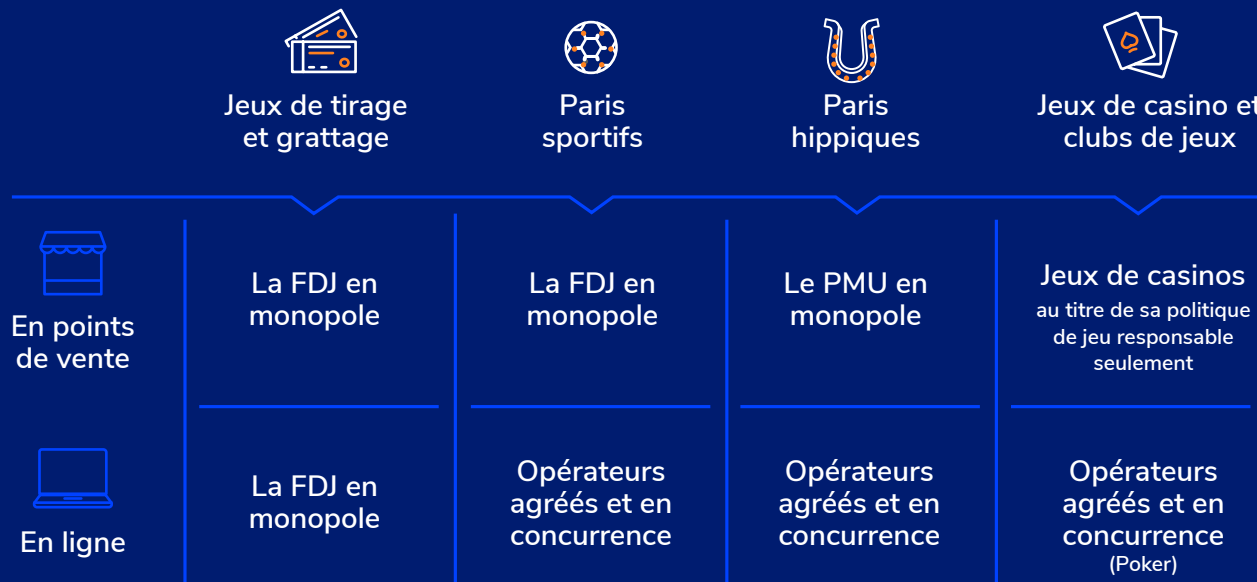 Jeux de tirage
et grattage
Paris
sportifs
Paris
hippiques
Jeux de casino et
clubs de jeux
En points
de vente
La FDJ en
monopole
La FDJ en
monopole
Le PMU en
monopole
Jeux de casinos
au titre de sa politique
de jeu responsable
seulement
En ligne
La FDJ en
monopole
Opérateurs
agréés et en
concurrence
Opérateurs
agréés et en
concurrence
Opérateurs
agréés et en
concurrence
(Poker)